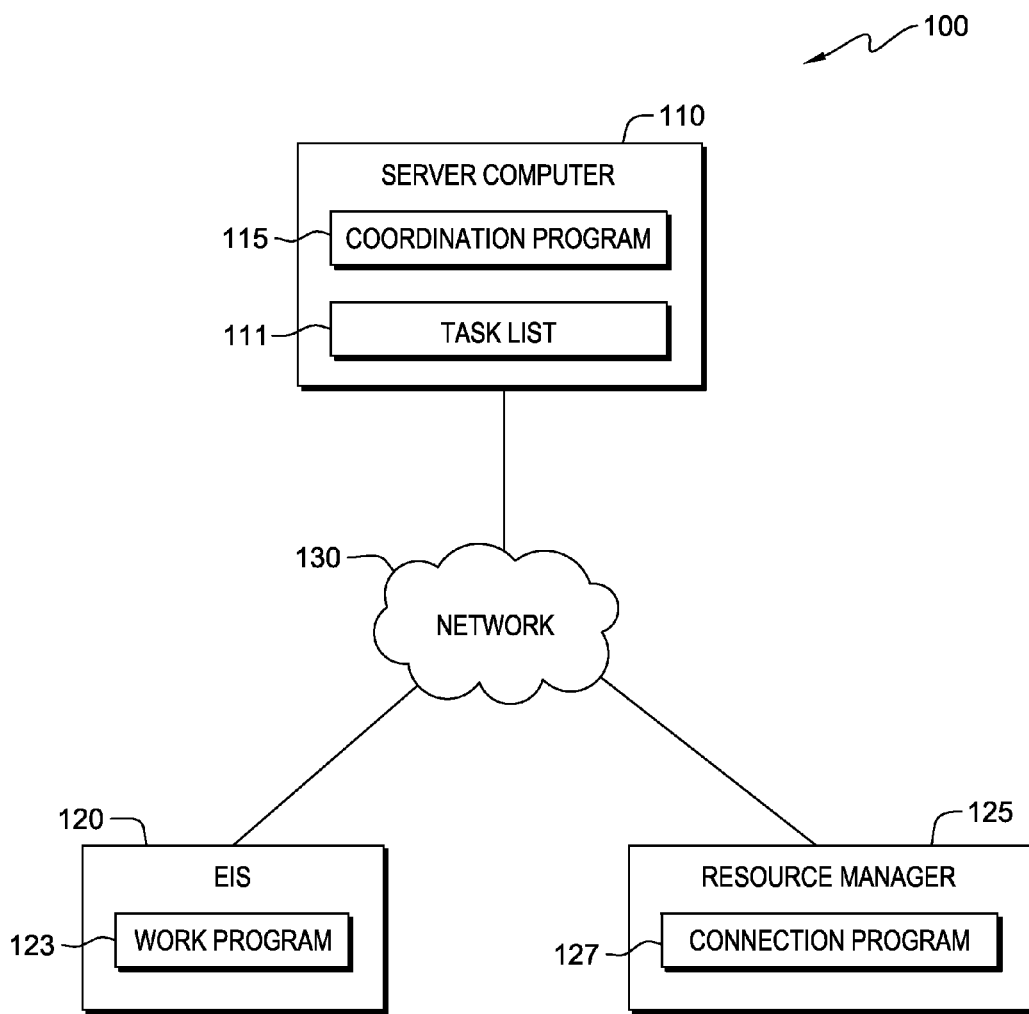 100
110
SERVER COMPUTER
115
COORDINATION PROGRAM
111
TASK LIST
130
NETWORK
120
125
EIS
RESOURCE MANAGER
123
WORK PROGRAM
127
CONNECTION PROGRAM